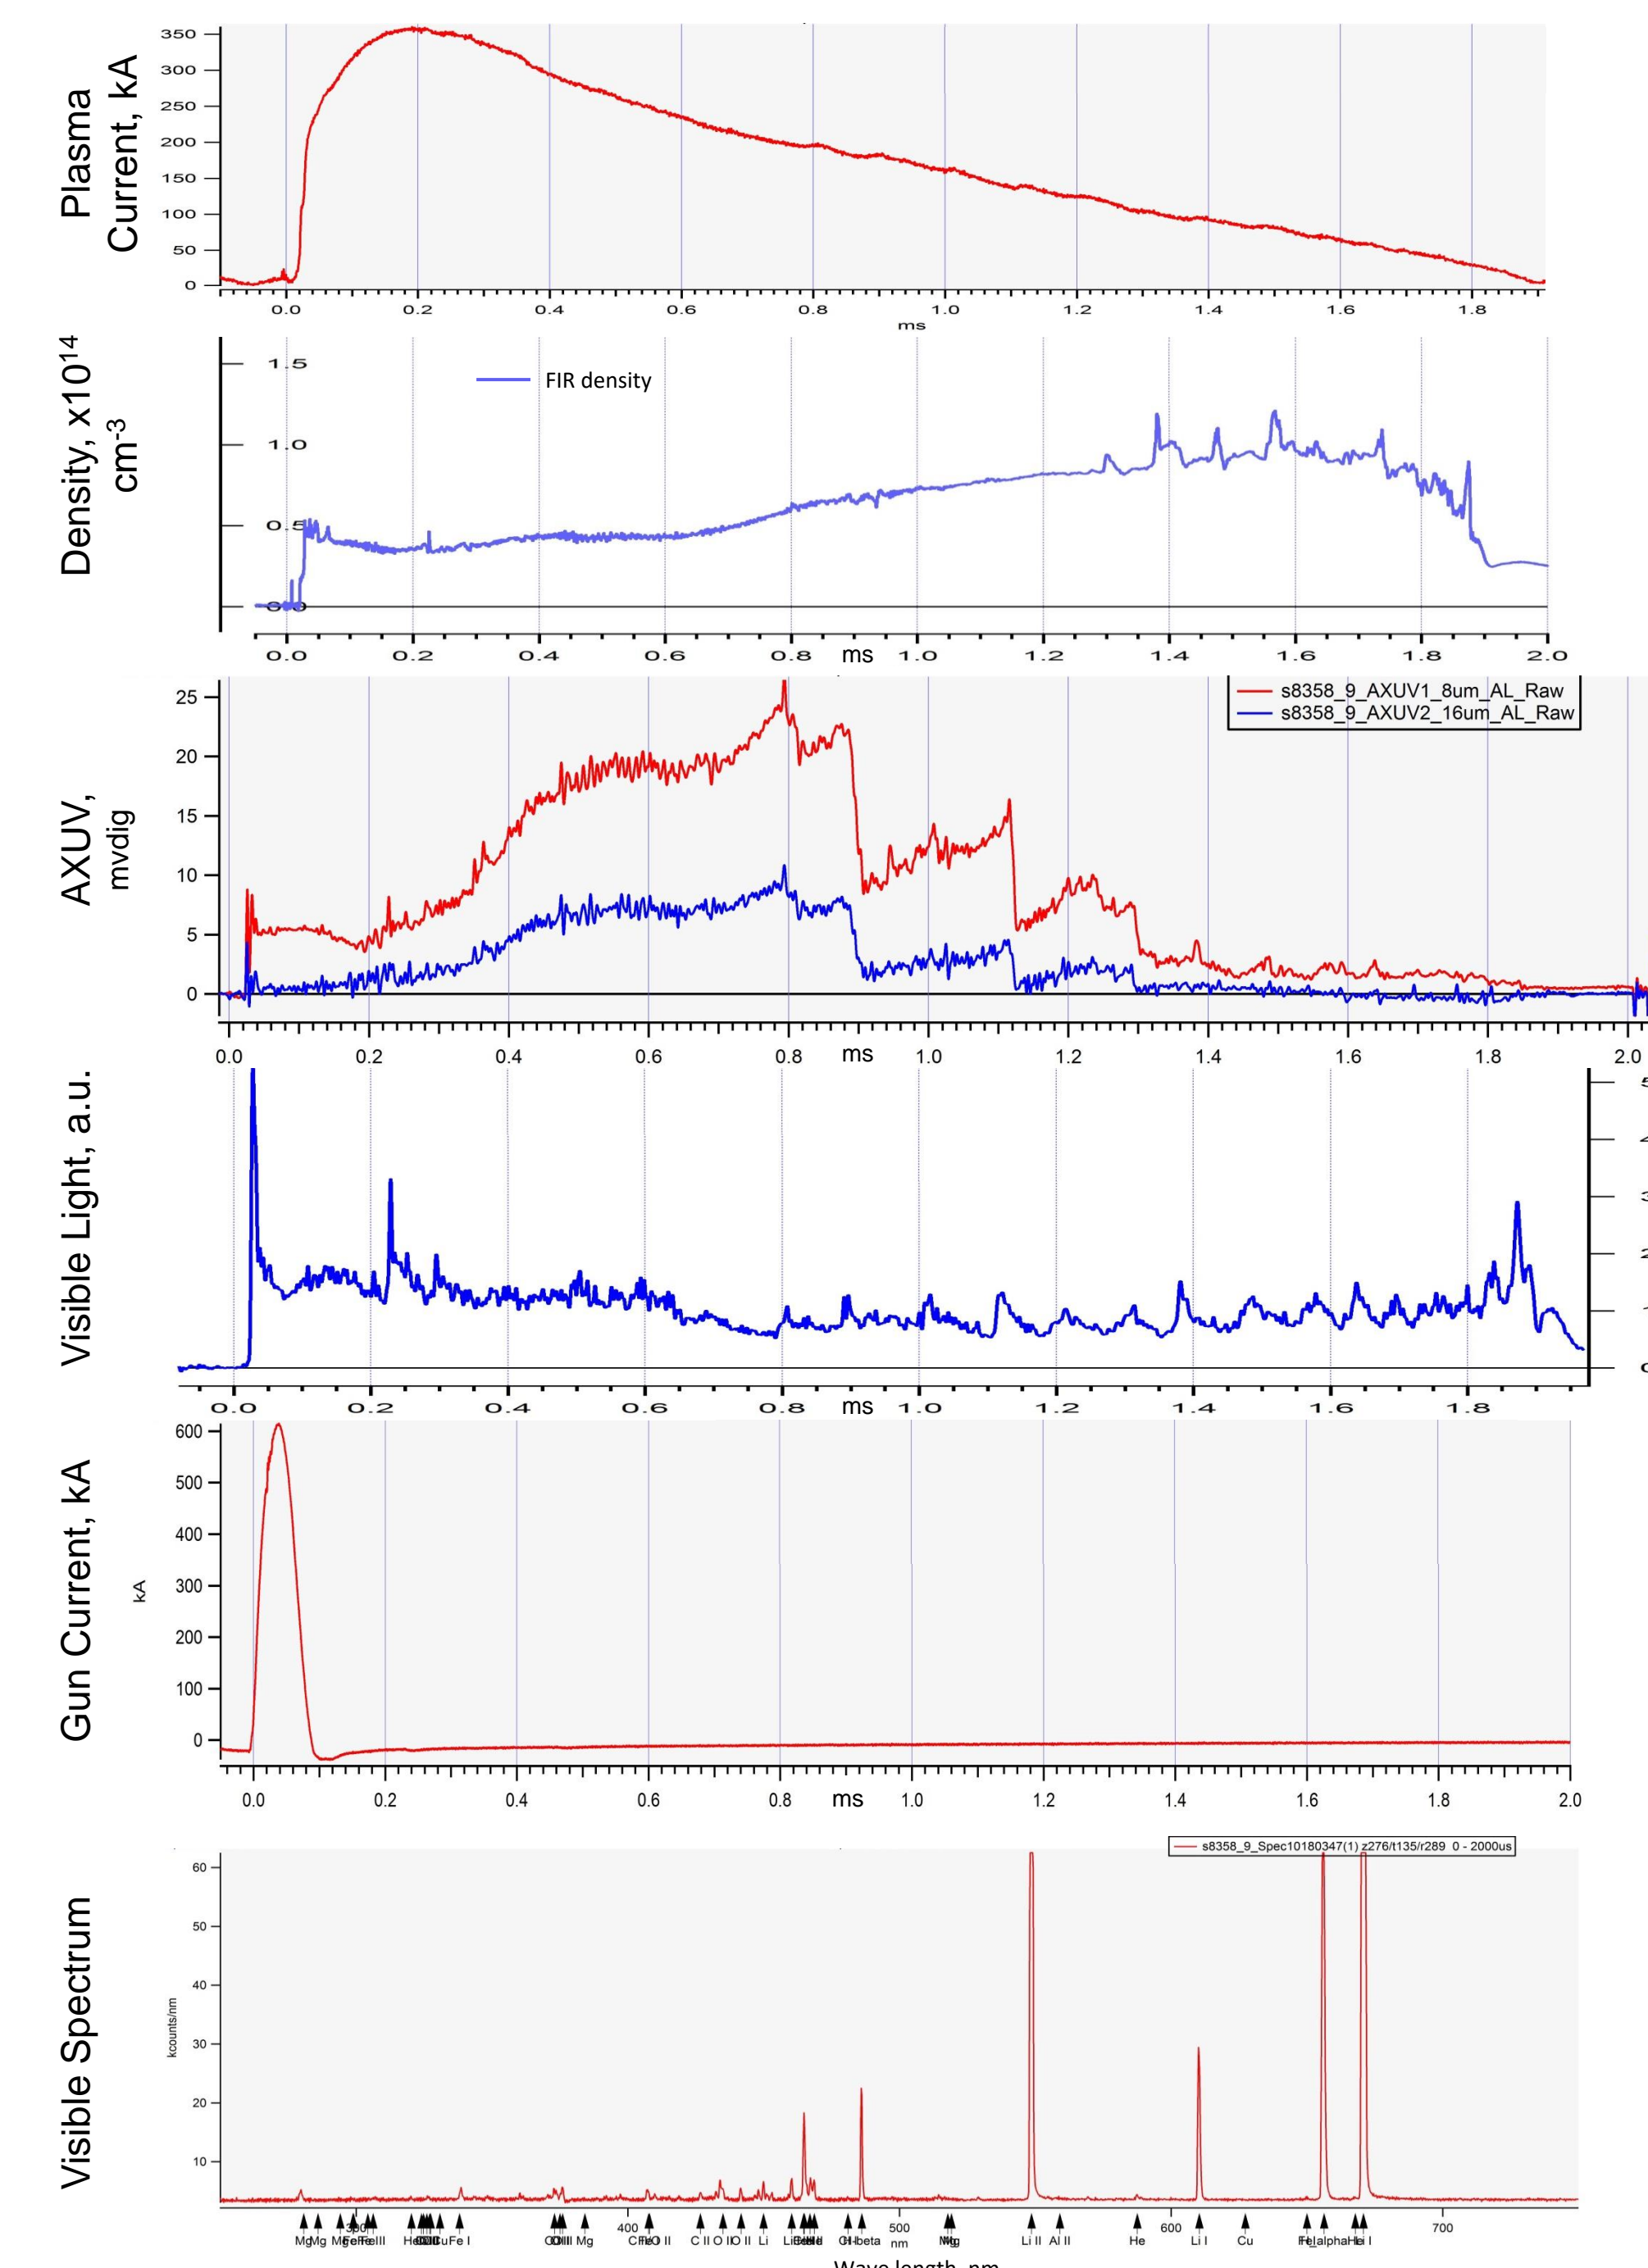 Plasma
Current, kA
350
300
250
200
150
100
50
0
0.0 0.2 0.4 0.6 0.8 1.0 1.2 1.4 1.6 1.8
ms
Density, x10¹⁴
cm⁻³
1.5
1.0
0.5
0.0
FIR density
0.0 0.2 0.4 0.6 0.8 ms 1.0 1.2 1.4 1.6 1.8 2.0
AXUV,
mvdig
25
20
15
10
5
0
s8358_9_AXUV1_8um_AL_Raw
s8358_9_AXUV2_16um_AL_Raw
0.0 0.2 0.4 0.6 0.8 ms 1.0 1.2 1.4 1.6 1.8 2.0
Visible Light, a.u.
0.0 0.2 0.4 0.6 0.8 ms 1.0 1.2 1.4 1.6 1.8
Gun Current, kA
kA
600
500
400
300
200
100
0
0.0 0.2 0.4 0.6 0.8 ms 1.0 1.2 1.4 1.6 1.8 2.0
Visible Spectrum
kcounts/nm
s8358_9_Spec10180347(1) z276/t135/r289 0 - 2000us
60
50
40
30
20
10
400 500 600 700
Mg Mg Fe I Mg C II O II O II Li H-beta Mg Li II Al II He Li I Cu Li I
nm
Wave length, nm